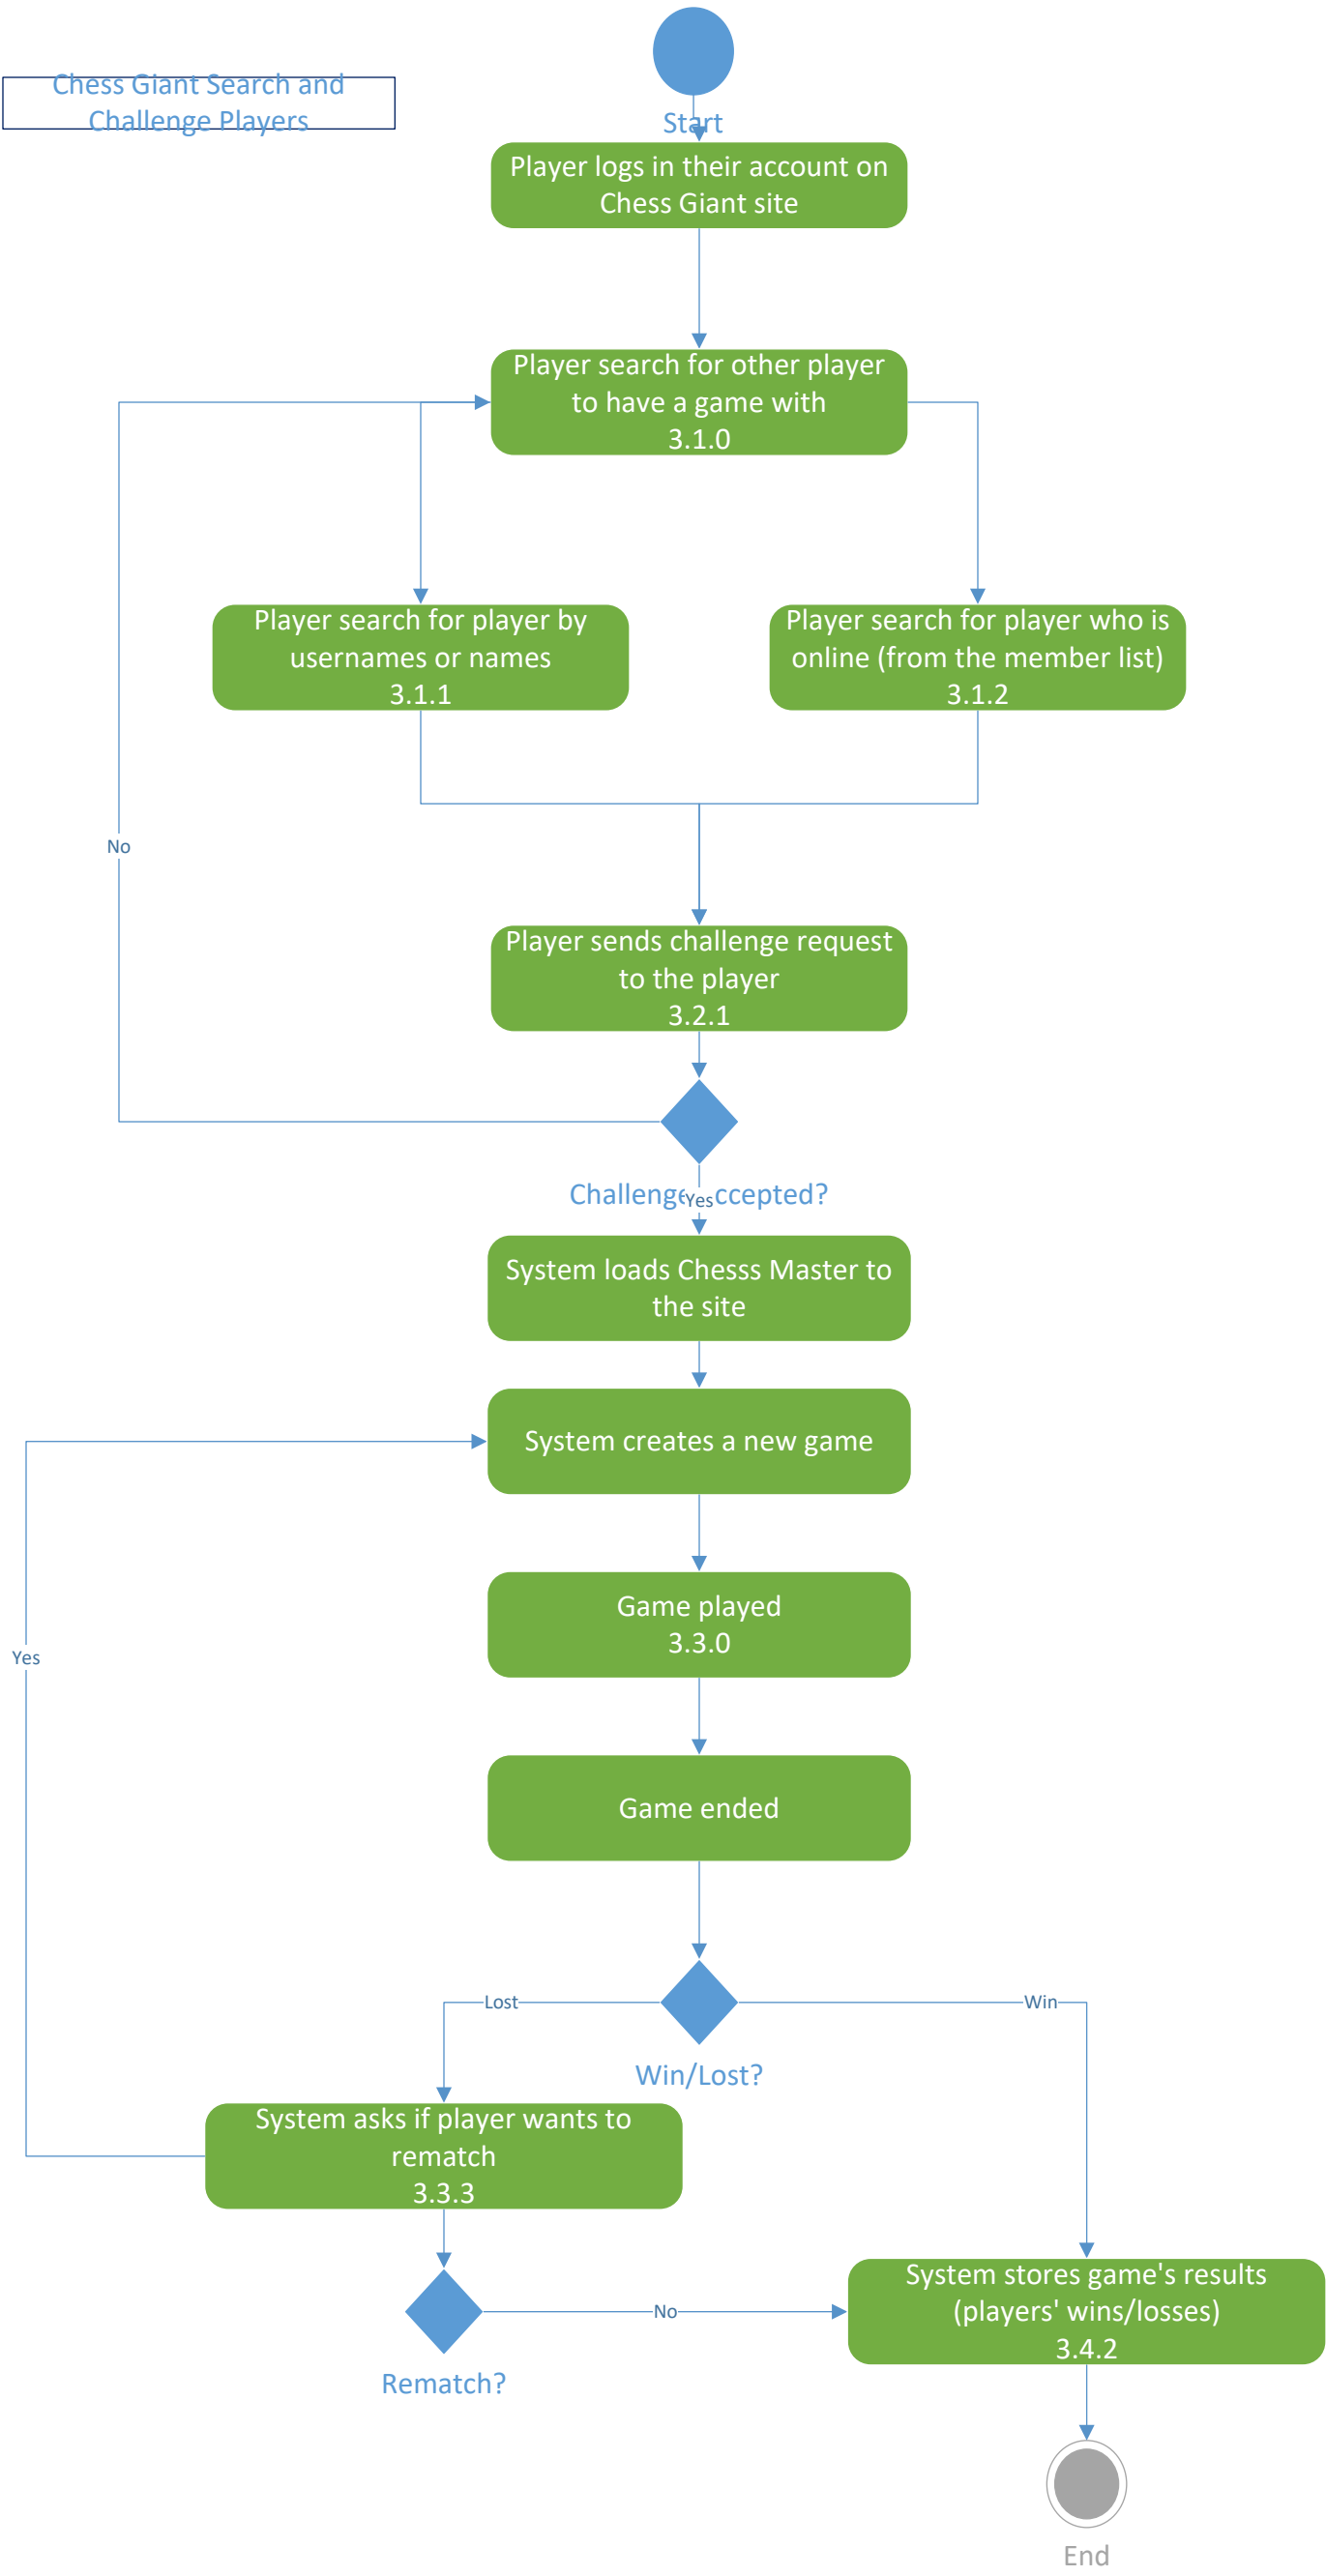 Chess Giant Search and
Challenge Players
Start
Player logs in their account on
Chess Giant site
Player search for other player
to have a game with
3.1.0
Player search for player by
usernames or names
3.1.1
Player search for player who is
online (from the member list)
3.1.2
No
Player sends challenge request
to the player
3.2.1
Challenge ccepted?
Yes
System loads Chesss Master to
the site
System creates a new game
Game played
3.3.0
Yes
Game ended
Lost
Win
Win/Lost?
System asks if player wants to
rematch
3.3.3
System stores game's results
(players' wins/losses)
3.4.2
No
Rematch?
End